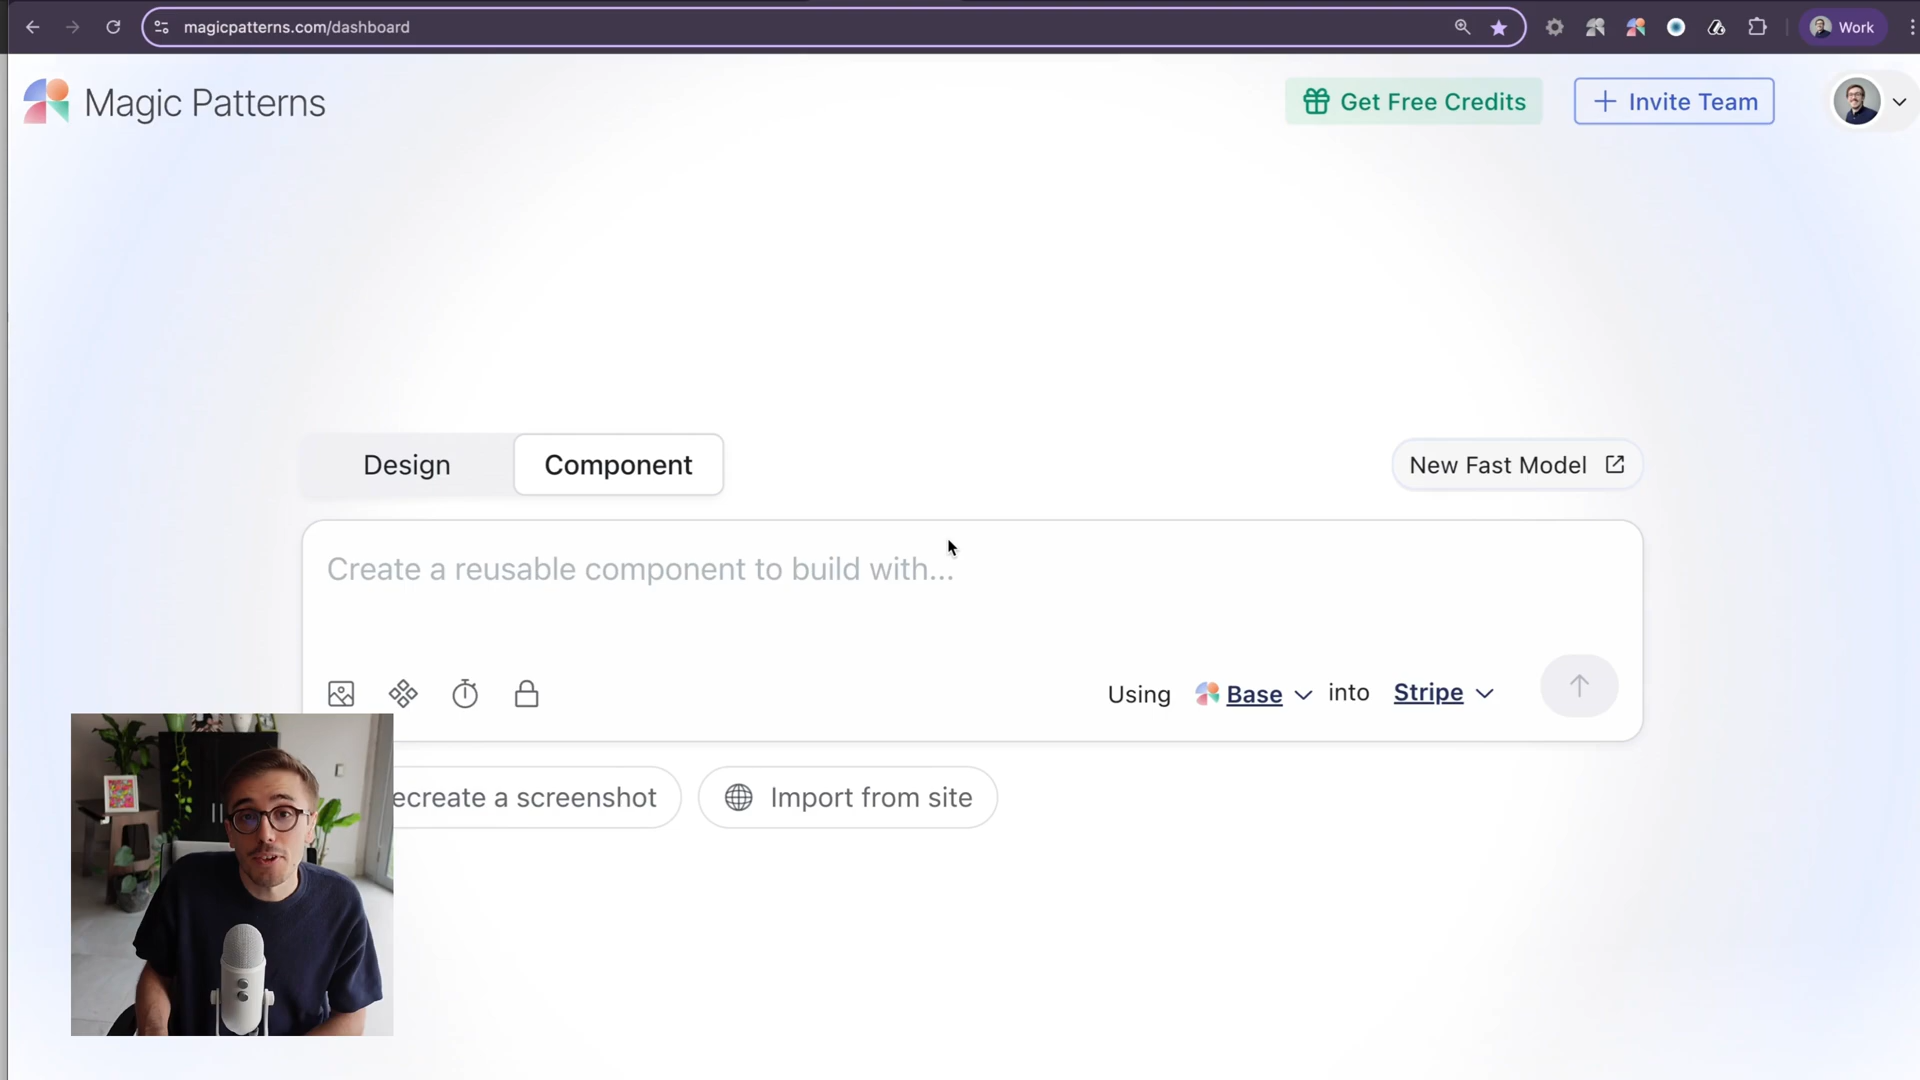 magicpatterns.com/dashboard
Work
Magic Patterns
Get Free Credits
Invite Team
Design
Component
New Fast Model
Create a reusable component to build with...
Using Base into Stripe
ecreate a screenshot
Import from site